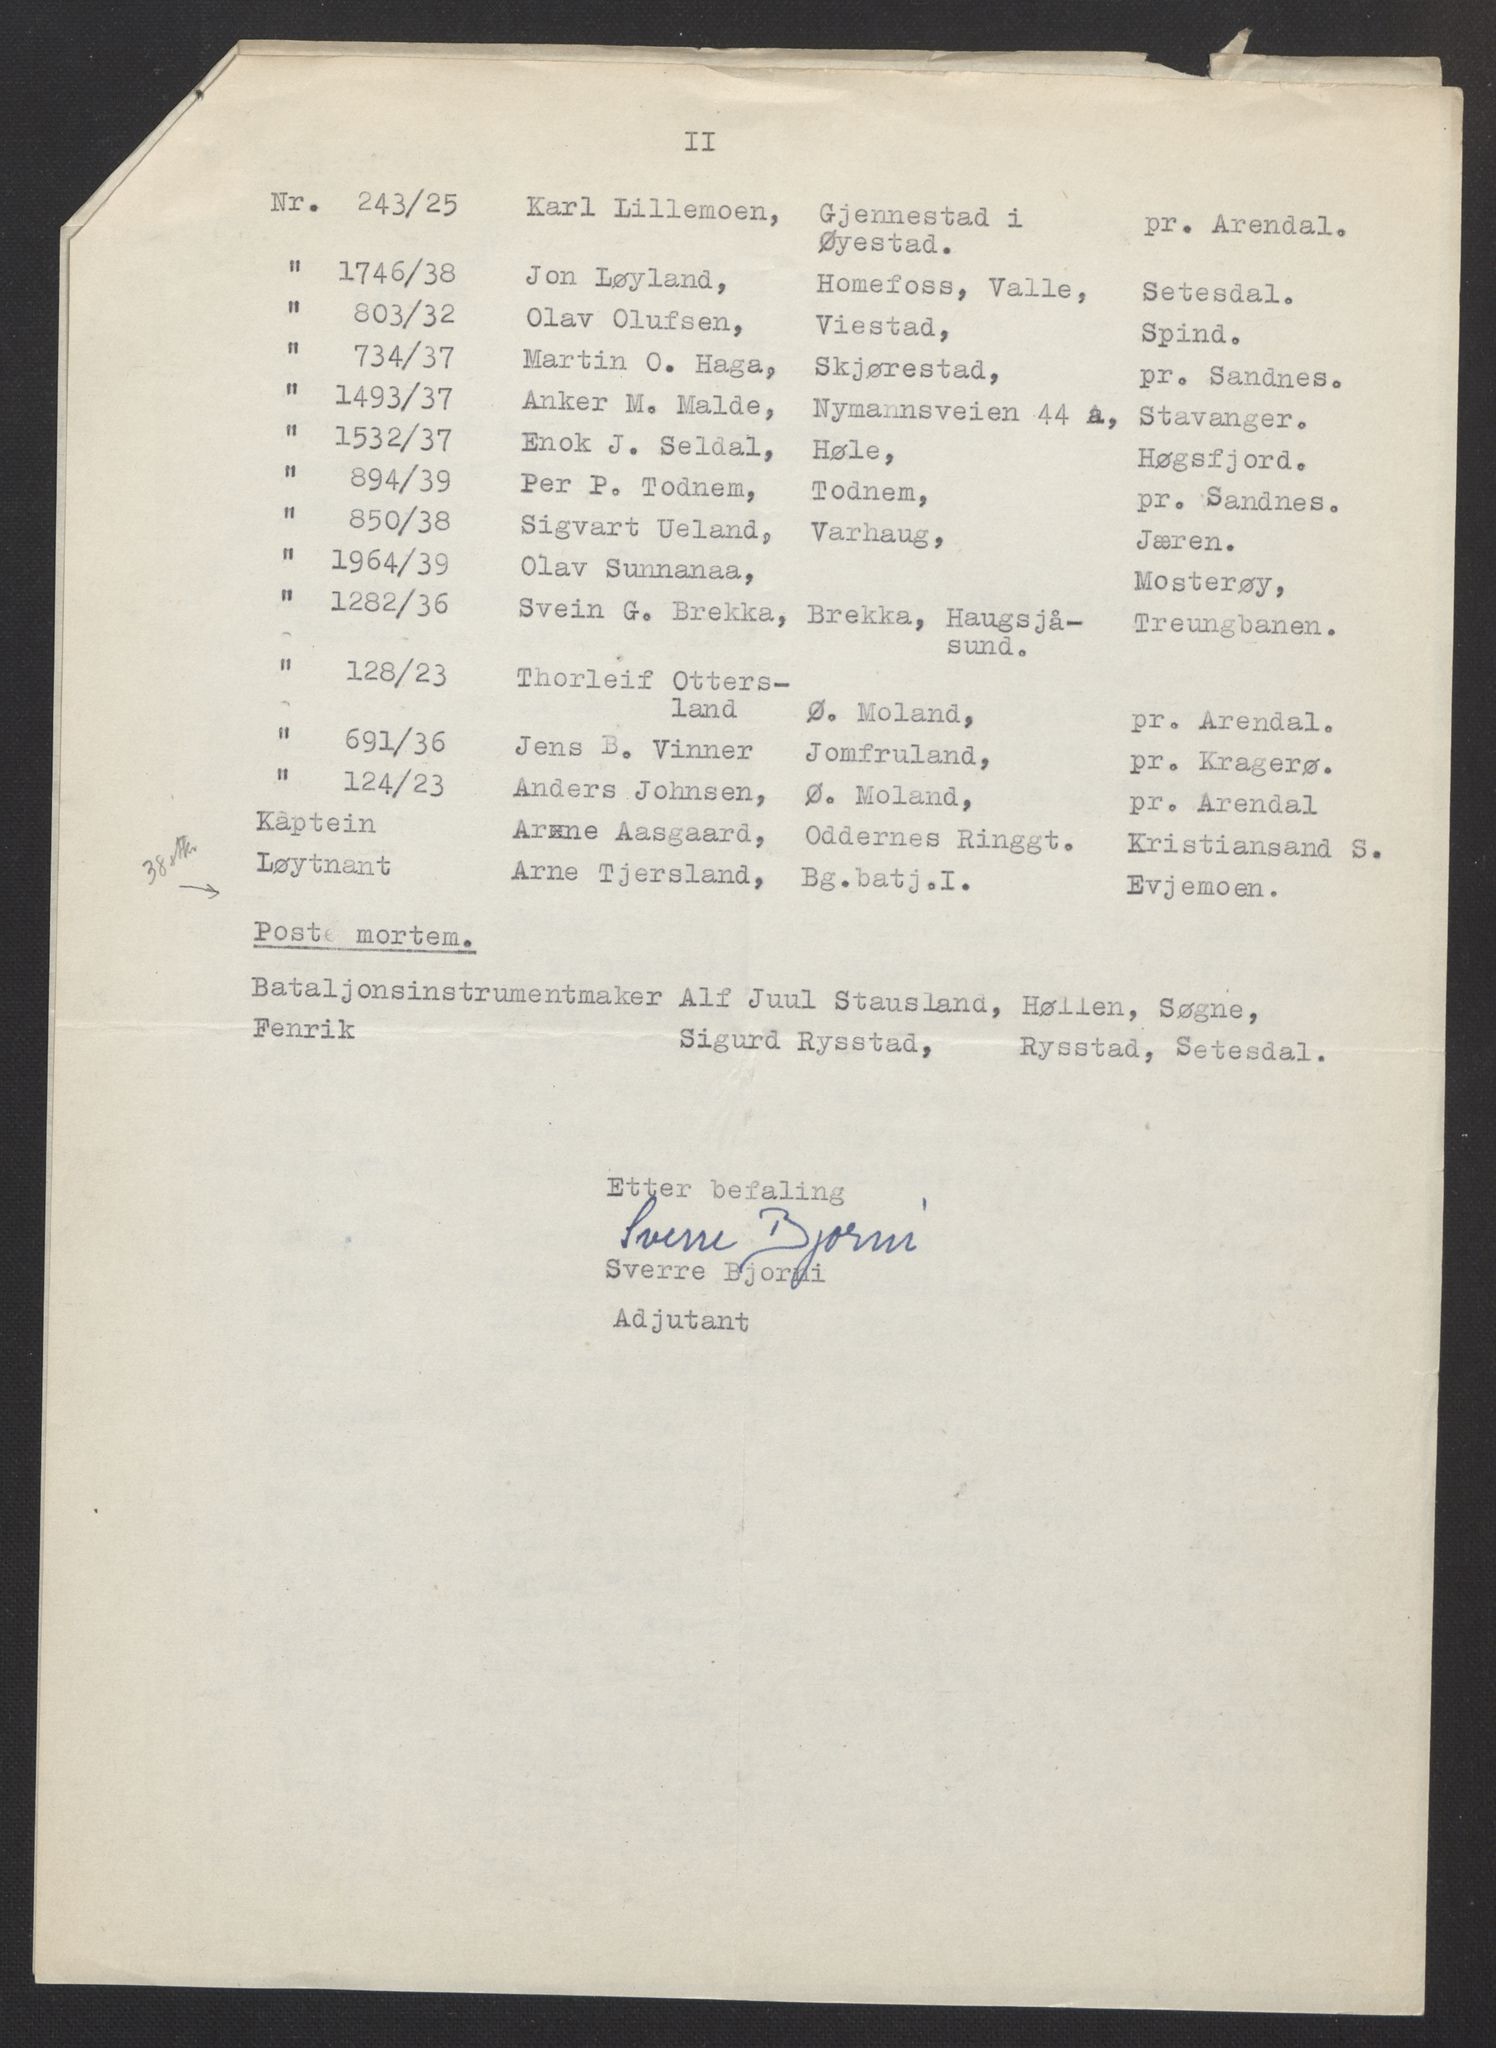 II
Nr. 243/25 Karl Lillemoen, Gjennestad i pr. Arendal.
Øyestad.
" 1746/38 Jon Løyland, Homefoss, Valle, Setesdal.
" 803/32 Olav Olufsen, Viestad, Spind.
" 734/37 Martin O. Haga, Skjørestad, pr. Sandnes.
" 1493/37 Anker M. Malde, Nymannsveien 44 a, Stavanger.
" 1532/37 Enok J. Seldal, Høle, Høgsfjord.
" 894/39 Per P. Todnem, Todnem, pr. Sandnes.
" 850/38 Sigvart Ueland, Varhaug, Jæren.
" 1964/39 Olav Sunnanaa, Mosterøy,
" 1282/36 Svein G. Brekka, Brekka, Haugsjå- Treungbanen.
sund.
" 128/23 Thorleif Otters-
land Ø. Moland, pr. Arendal.
" 691/36 Jens B. Vinner Jomfruland, pr. Kragerø.
" 124/23 Anders Johnsen, Ø. Moland, pr. Arendal
Kaptein Arne Aasgaard, Oddernes Ringgt. Kristiansand S.
38 stk.
Løytnant Arne Tjersland, Bg.batj.I. Evjemoen.
Post mortem.
Bataljonsinstrumentmaker Alf Juul Stausland, Høllen, Søgne,
Fenrik Sigurd Rysstad, Rysstad, Setesdal.
Etter befaling
Sverre Bjorni
Sverre Bjorni
Adjutant